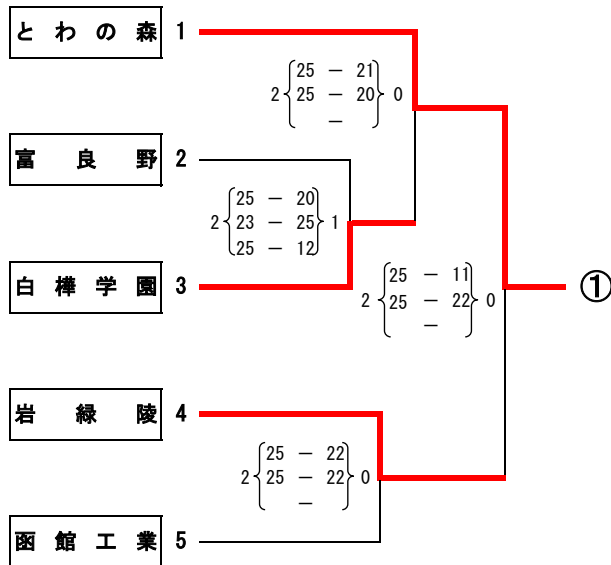 とわの森 1
25 － 21
2 25 － 20 0
－
富良野 2
25 － 20
2 23 － 25 1
25 － 12
白樺学園 3
25 － 11
2 25 － 22 0
－
①
岩緑陵 4
25 － 22
2 25 － 22 0
－
函館工業 5